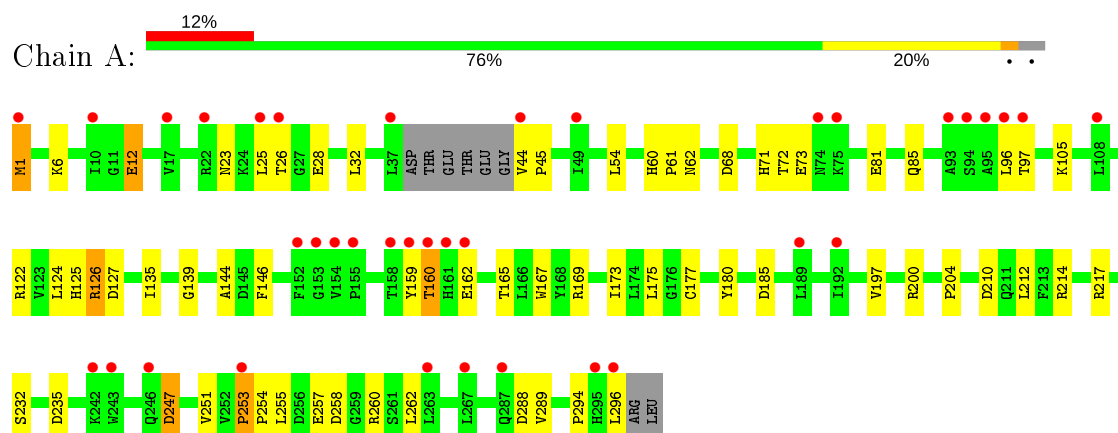 12%
Chain A:
76% 20% • •
M1 K6 I10 G11 E12 V17 R22 N23 K24 L25 T26 G27 E28 L32 L37 ASP THR GLU THR GLU GLY V44 P45 I49 L54 H60 P61 N62 D68 H71 T72 E73 N74 K75 E81 Q85 A93 S94 A95 L96 T97 K105 L108
R122 V123 L124 H125 R126 D127 I135 G139 A144 D145 F146 F152 G153 V154 P155 T158 Y159 T160 H161 E162 T165 L166 W167 Y168 R169 I173 L174 L175 G176 C177 Y180 D185 L189 I192 V197 R200 P204 D210 Q211 L212 F213 R214 R217
S232 D235 K242 W243 Q246 D247 V251 V252 P253 P254 L255 D256 E257 D258 G259 R260 S261 L262 L263 L267 Q287 D288 V289 P294 H295 L296 ARG LEU